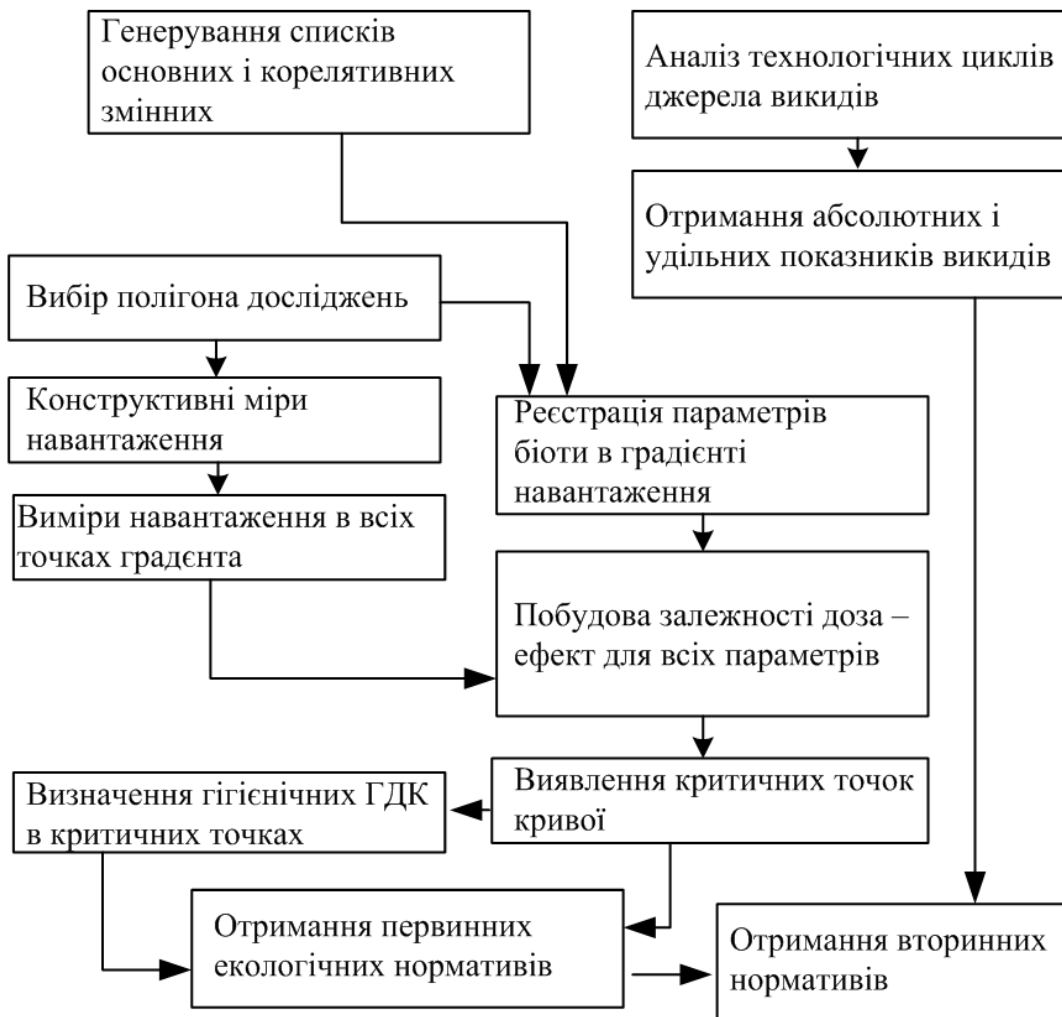 Генерування списків
основних і корелятивних
змінних
Аналіз технологічних циклів
джерела викидів
Отримання абсолютних і
удільних показників викидів
Вибір полігона досліджень
Конструктивні міри
навантаження
Реєстрація параметрів
біоти в градієнті
навантаження
Виміри навантаження в всіх
точках градєнта
Побудова залежності доза –
ефект для всіх параметрів
Виявлення критичних точок
кривої
Визначення гігієнічних ГДК
в критичних точках
Отримання первинних
екологічних нормативів
Отримання вторинних
нормативів